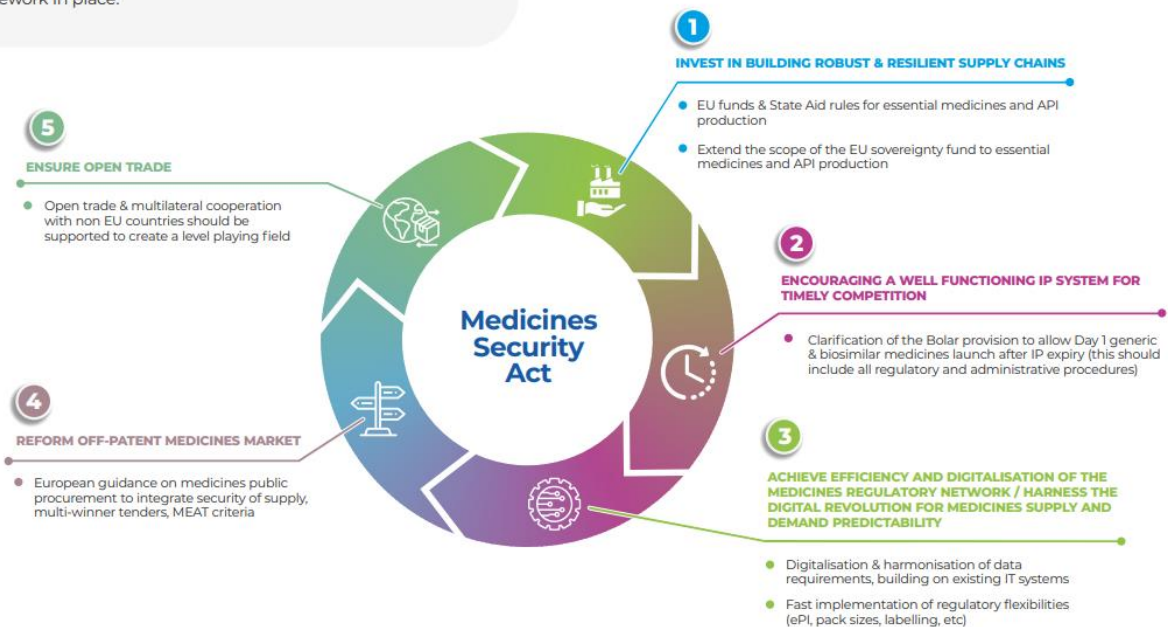 1
INVEST IN BUILDING ROBUST & RESILIENT SUPPLY CHAINS
EU funds & State Aid rules for essential medicines and API
production
Extend the scope of the EU sovereignty fund to essential
medicines and API production
2
ENCOURAGING A WELL FUNCTIONING IP SYSTEM FOR
TIMELY COMPETITION
Clarification of the Bolar provision to allow Day 1 generic
& biosimilar medicines launch after IP expiry (this should
include all regulatory and administrative procedures)
3
ACHIEVE EFFICIENCY AND DIGITALISATION OF THE
MEDICINES REGULATORY NETWORK / HARNESS THE
DIGITAL REVOLUTION FOR MEDICINES SUPPLY AND
DEMAND PREDICTABILITY
Digitalisation & harmonisation of data
requirements, building on existing IT systems
Fast implementation of regulatory flexibilities
(ePI, pack sizes, labelling, etc)
4
REFORM OFF-PATENT MEDICINES MARKET
European guidance on medicines public
procurement to integrate security of supply,
multi-winner tenders, MEAT criteria
5
ENSURE OPEN TRADE
Open trade & multilateral cooperation
with non EU countries should be
supported to create a level playing field
Medicines
Security
Act